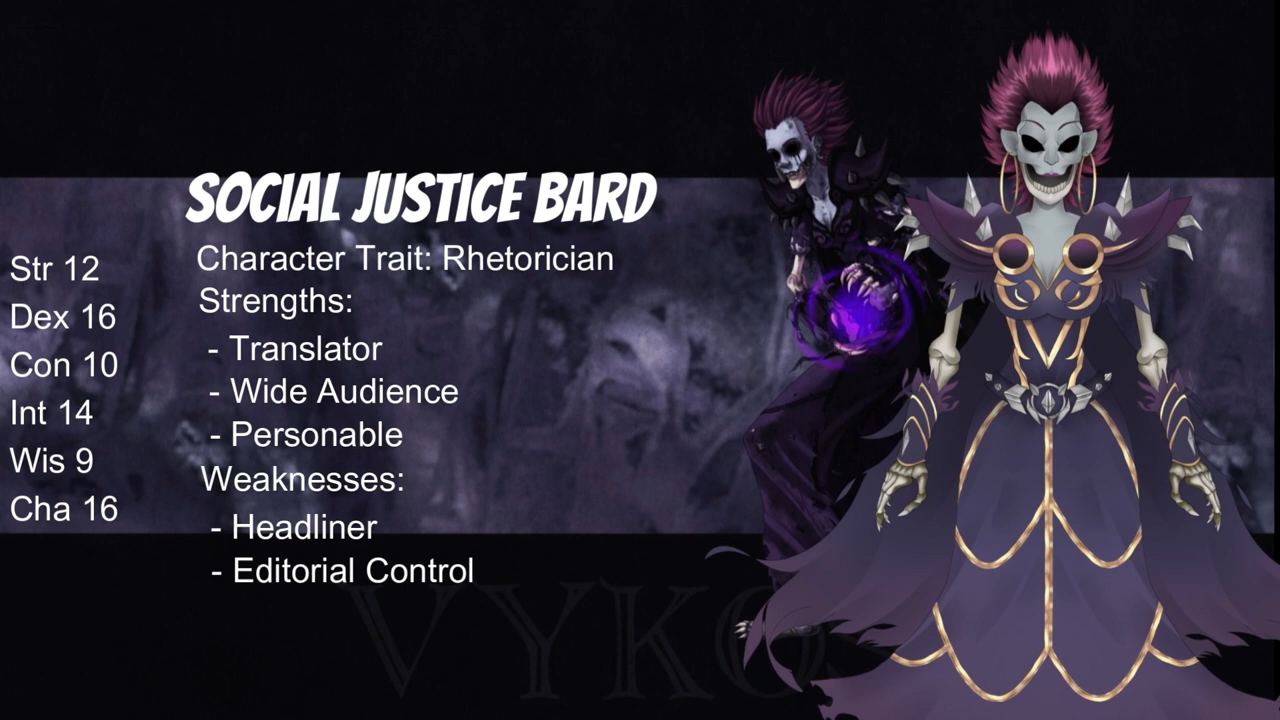 SOCIAL JUSTICE BARD
Character Trait: Rhetorician
Strengths:
- Translator
- Wide Audience
- Personable
Weaknesses:
- Headliner
- Editorial Control
Str 12
Dex 16
Con 10
Int 14
Wis 9
Cha 16
VYKO